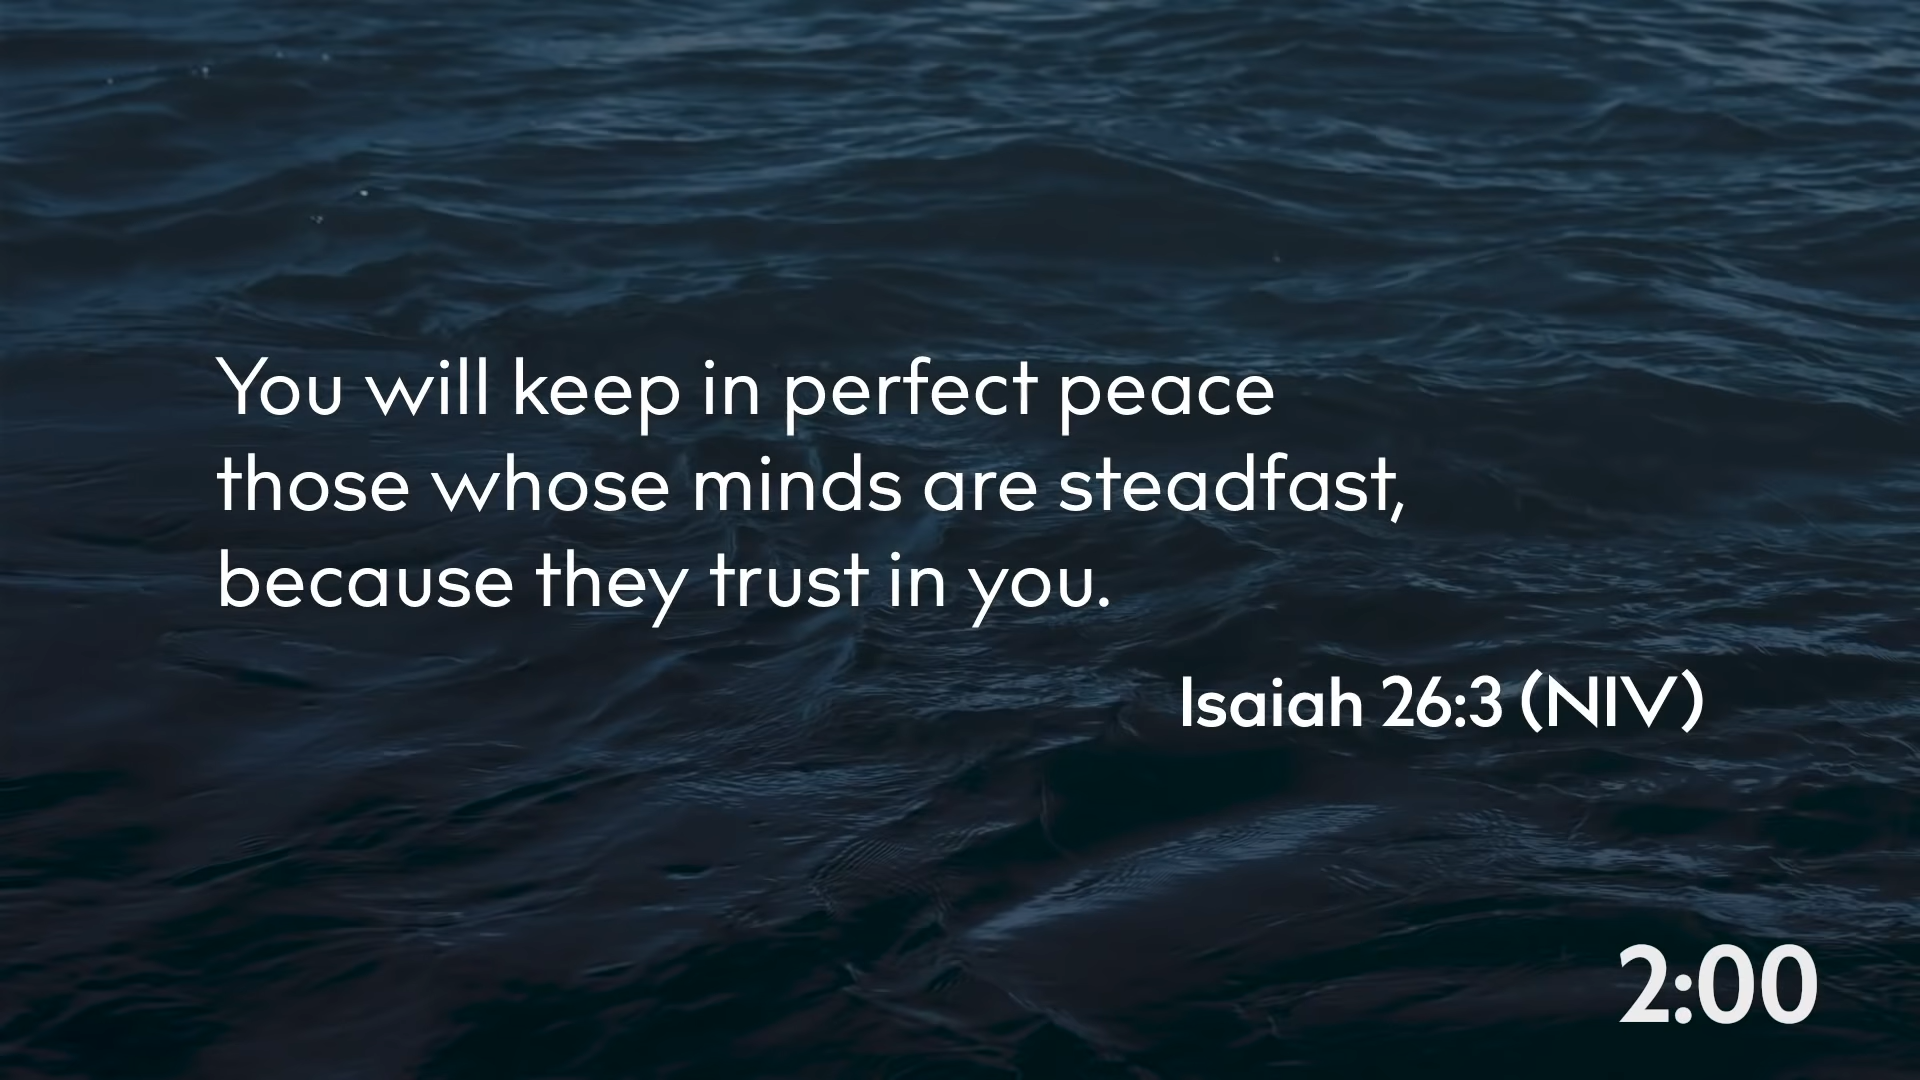 You will keep in perfect peace
those whose minds are steadfast,
because they trust in you.
Isaiah 26:3 (NIV)
2:00